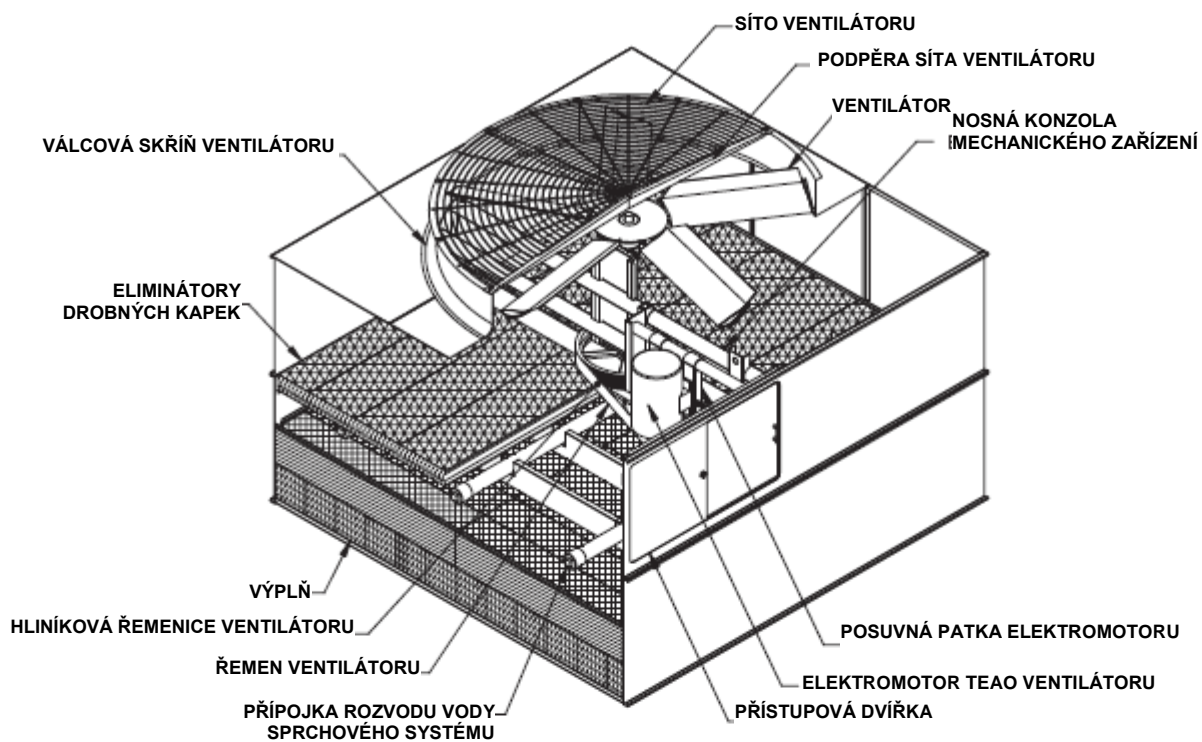 SÍTO VENTILÁTORU
PODPĚRA SÍTA VENTILÁTORU
VENTILÁTOR
NOSNÁ KONZOLA
MECHANICKÉHO ZAŘÍZENÍ
VÁLCOVÁ SKŘÍŇ VENTILÁTORU
ELIMINÁTORY
DROBNÝCH KAPEK
VÝPLŇ
HLINÍKOVÁ ŘEMENICE VENTILÁTORU
ŘEMEN VENTILÁTORU
PŘÍPOJKA ROZVODU VODY
SPRCHOVÉHO SYSTÉMU
POSUVNÁ PATKA ELEKTROMOTORU
ELEKTROMOTOR TEAO VENTILÁTORU
PŘÍSTUPOVÁ DVÍŘKA